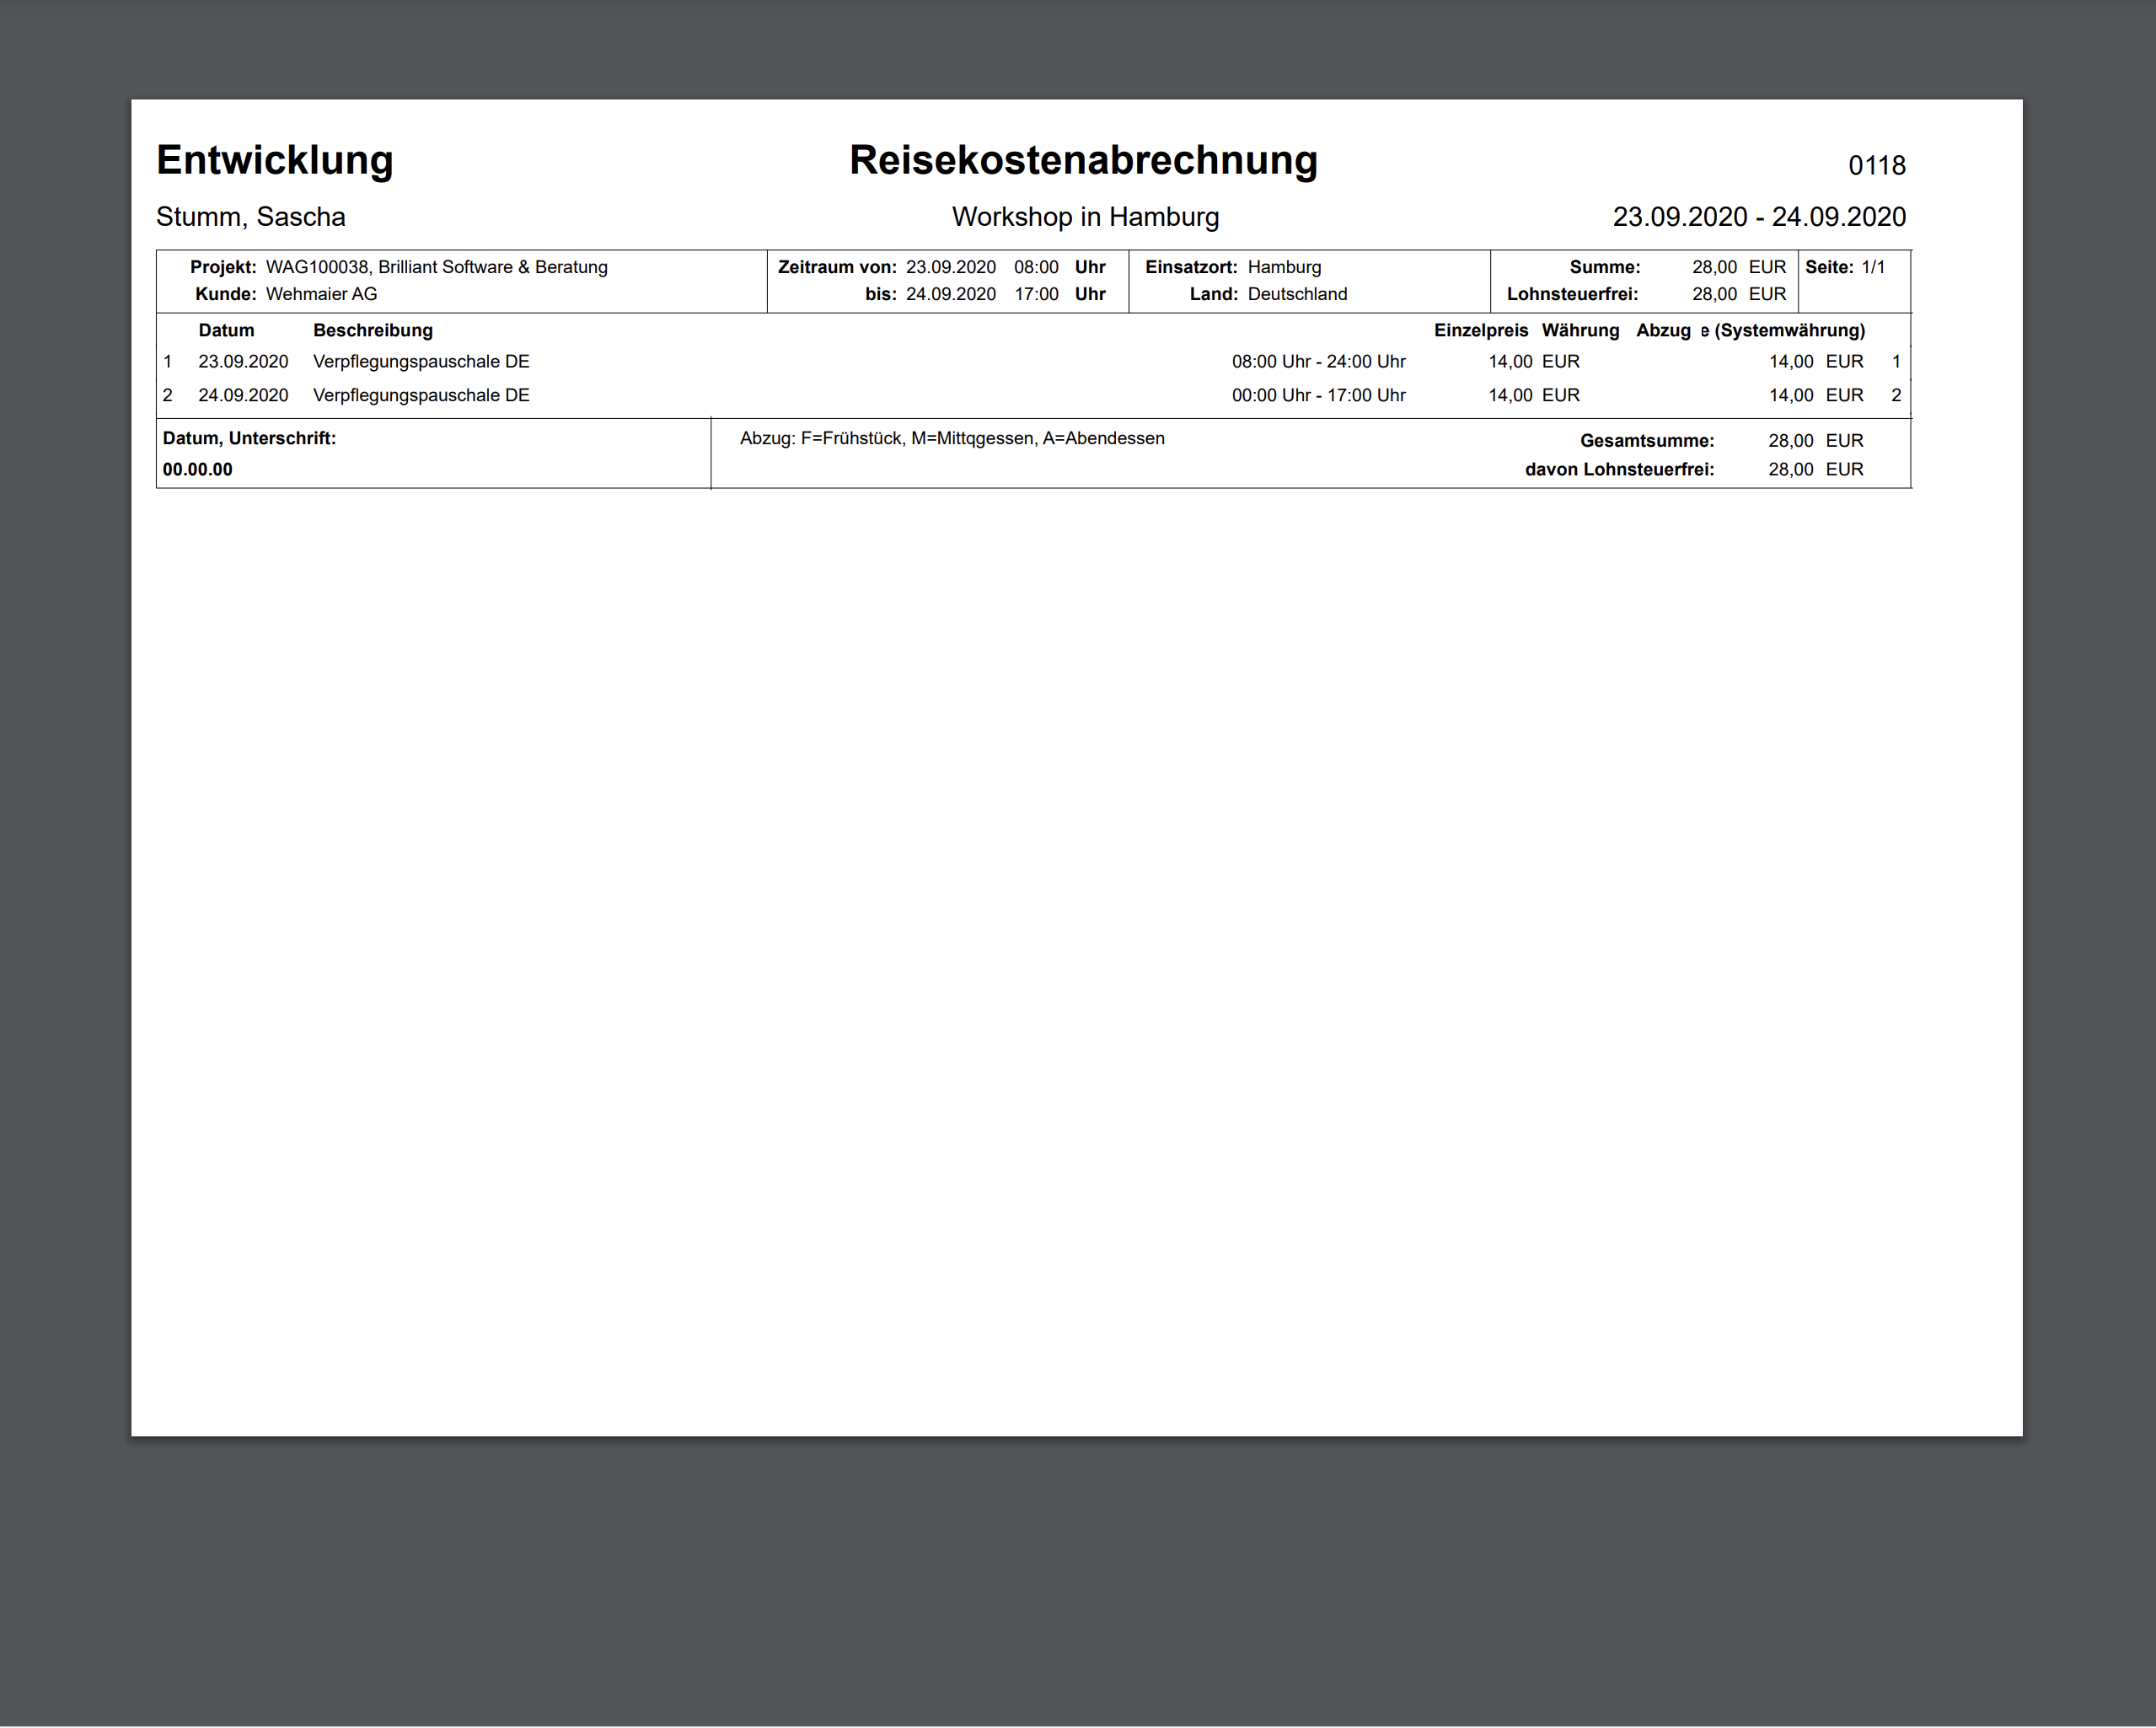 Entwicklung Reisekostenabrechnung 0118
Stumm, Sascha Workshop in Hamburg 23.09.2020 - 24.09.2020
Projekt: WAG100038, Brilliant Software & Beratung Zeitraum von: 23.09.2020 08:00 Uhr Einsatzort: Hamburg Summe: 28,00 EUR Seite: 1/1
Kunde: Wehmaier AG bis: 24.09.2020 17:00 Uhr Land: Deutschland Lohnsteuerfrei: 28,00 EUR
Datum Beschreibung Einzelpreis Währung Abzug e (Systemwährung)
1 23.09.2020 Verpflegungspauschale DE 08:00 Uhr - 24:00 Uhr 14,00 EUR 14,00 EUR 1
2 24.09.2020 Verpflegungspauschale DE 00:00 Uhr - 17:00 Uhr 14,00 EUR 14,00 EUR 2
Datum, Unterschrift: Abzug: F=Frühstück, M=Mittqgessen, A=Abendessen Gesamtsumme: 28,00 EUR
00.00.00 davon Lohnsteuerfrei: 28,00 EUR